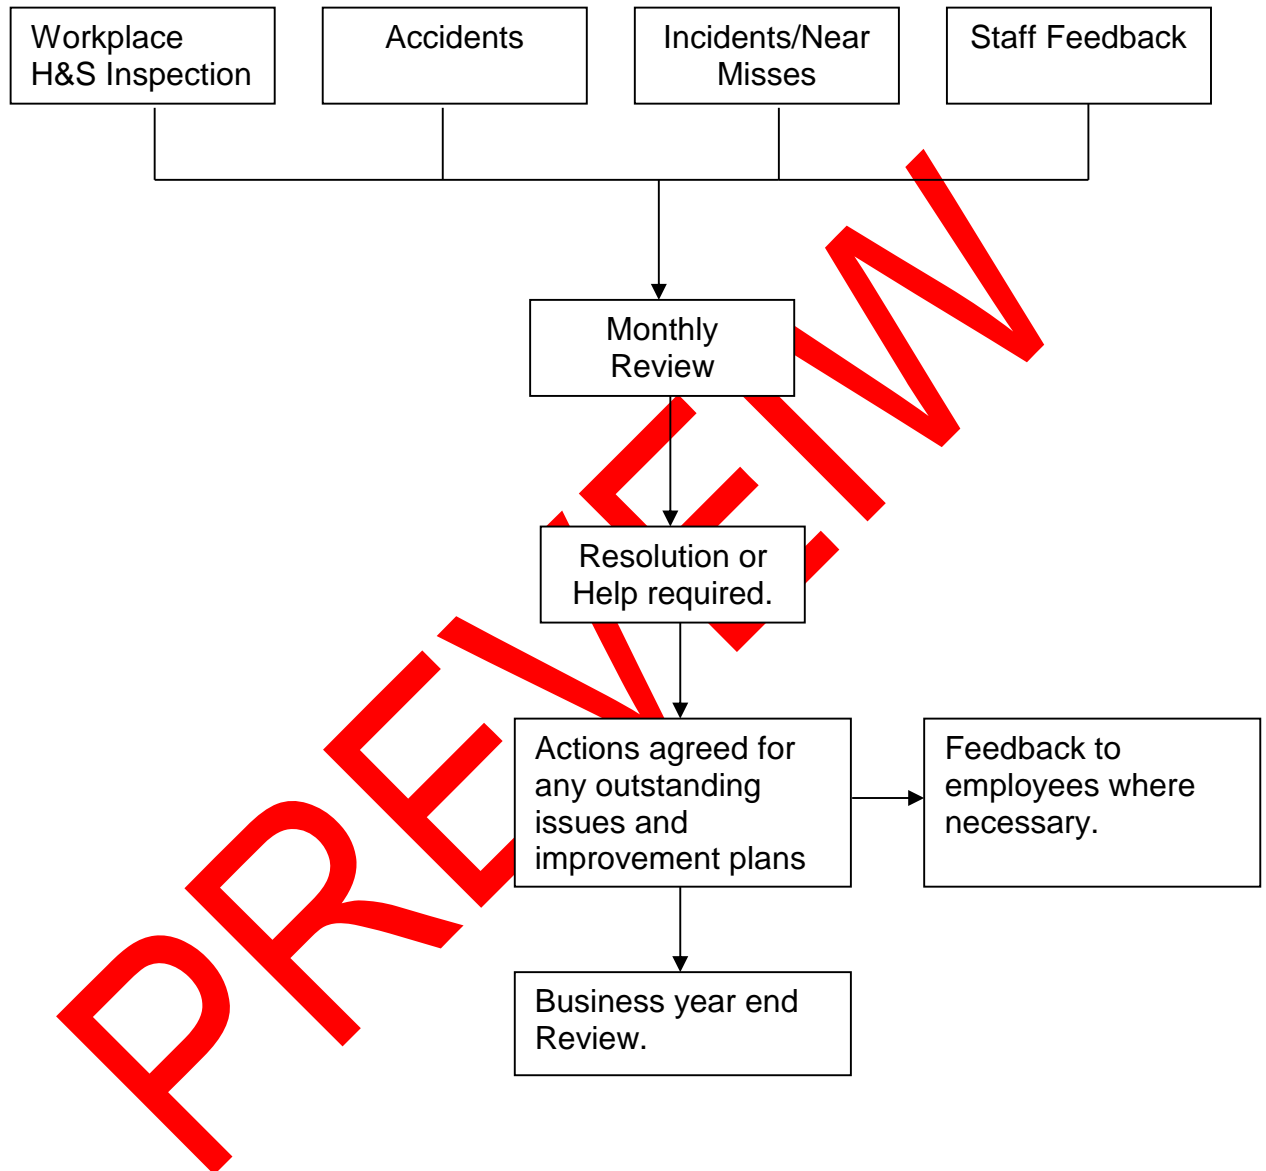 Workplace
H&S Inspection
Accidents
Incidents/Near
Misses
Staff Feedback
Monthly
Review
Resolution or
Help required.
Actions agreed for
any outstanding
issues and
improvement plans
Feedback to
employees where
necessary.
Business year end
Review.
PREVIEW